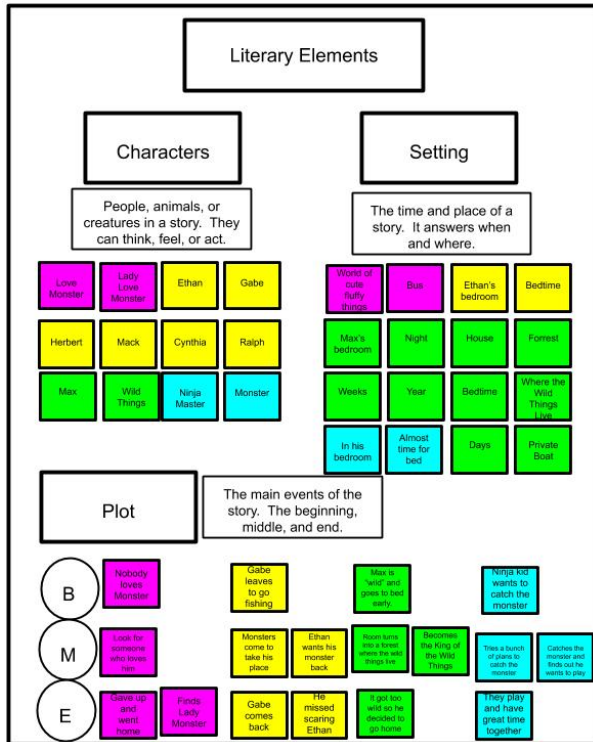 Literary Elements
Characters
Setting
People, animals, or
creatures in a story. They
can think, feel, or act.
The time and place of a
story. It answers when
and where.
Love
Monster
Lady
Love
Monster
Ethan
Gabe
Herbert
Mack
Cynthia
Ralph
Max
Wild
Things
Ninja
Master
Monster
World of
cute
fluffy
things
Bus
Ethan's
bedroom
Bedtime
Max's
bedroom
Night
House
Forrest
Weeks
Year
Bedtime
Where the
Wild
Things
Live
In his
bedroom
Almost
time for
bed
Days
Private
Boat
Plot
The main events of the
story. The beginning,
middle, and end.
B
Nobody
loves
Monster
Gabe
leaves
to go
fishing
Max is
"wild" and
goes to bed
early.
Ninja kid
wants to
catch the
monster
M
Look for
someone
who loves
him
Monsters
come to
take his
place
Ethan
wants his
monster
back
Room turns
into a forest
where the wild
things live
Becomes
the King of
the Wild
Things
Tries a bunch
of plans to
catch the
monster
Catches the
monster and
finds out he
wants to play
E
Gave up
and
went
home
Finds
Lady
Monster
Gabe
comes
back
He
missed
scaring
Ethan
It got too
wild so he
decided to
go home
They play
and have
great time
together